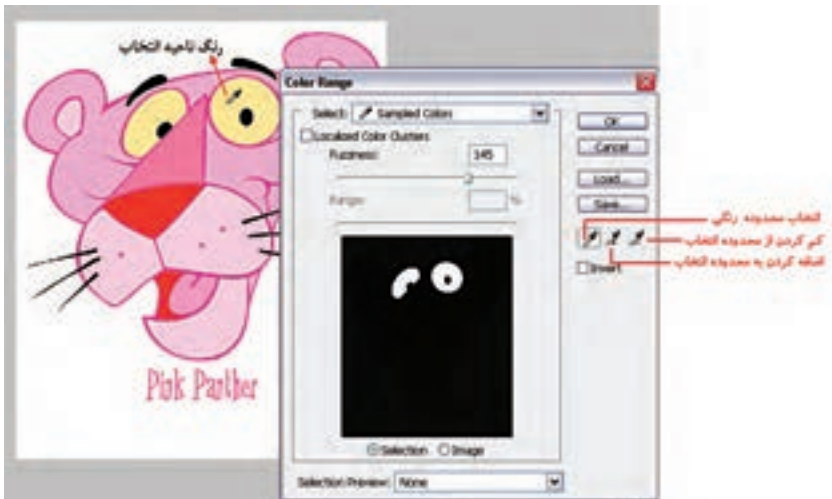 رنگ ناحیه انتخاب
Color Range
Select: Sampled Colors
Localized Color Clusters
Fuzziness: 145
Range: %
Selection Image
Selection Preview: None
OK
Cancel
Load...
Save...
Invert
انتخاب محدوده رنگی
کم کردن از محدوده انتخاب
اضافه کردن به محدوده انتخاب
Pink Panther